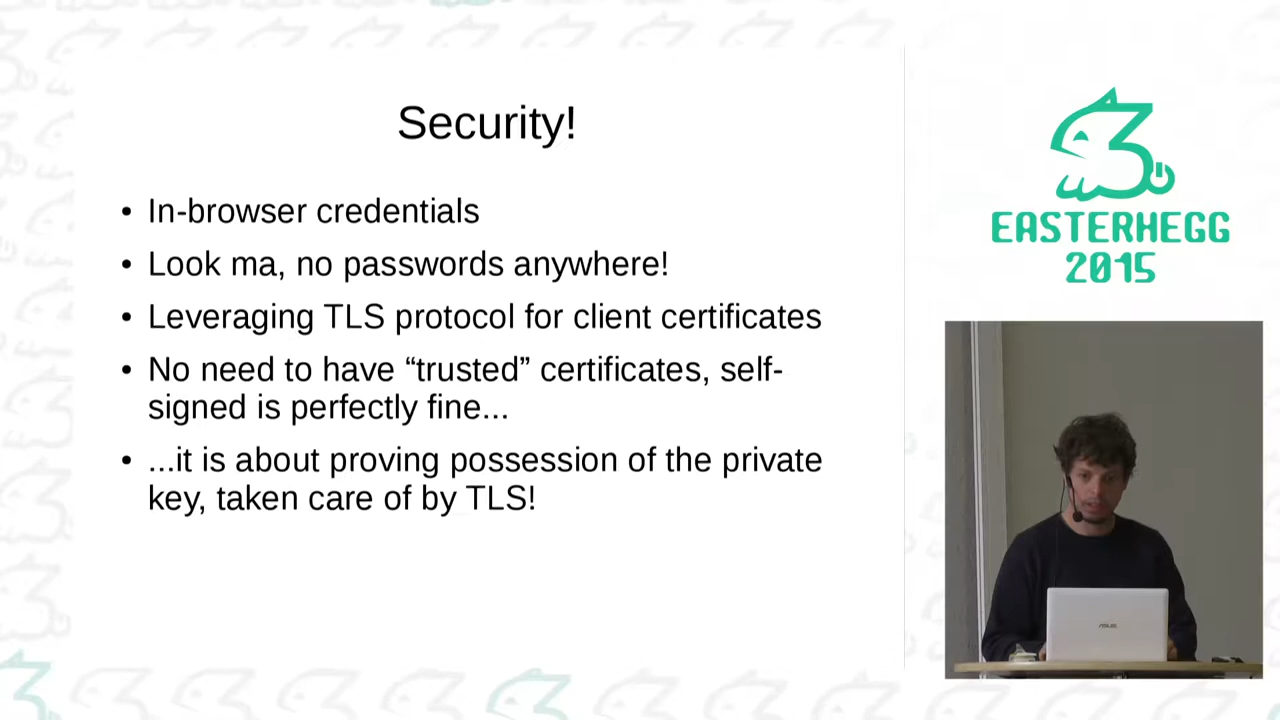 Security!
• In-browser credentials
• Look ma, no passwords anywhere!
• Leveraging TLS protocol for client certificates
• No need to have “trusted” certificates, self-
signed is perfectly fine...
• ...it is about proving possession of the private
key, taken care of by TLS!
EASTERHEGG
2015
ASUS